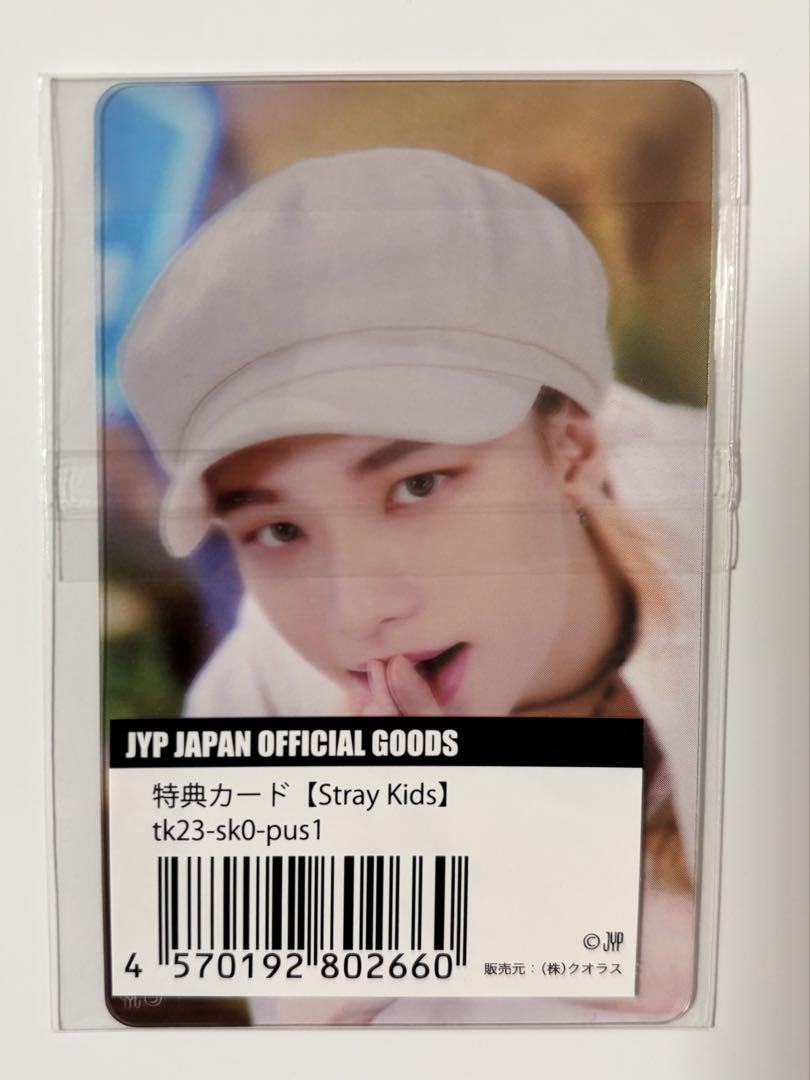 JYP JAPAN OFFICIAL GOODS
特典カード【Stray Kids】
tk23-sk0-pus1
4 570192 802660
© JYP
販売元：(株)クオラス
JYP ©